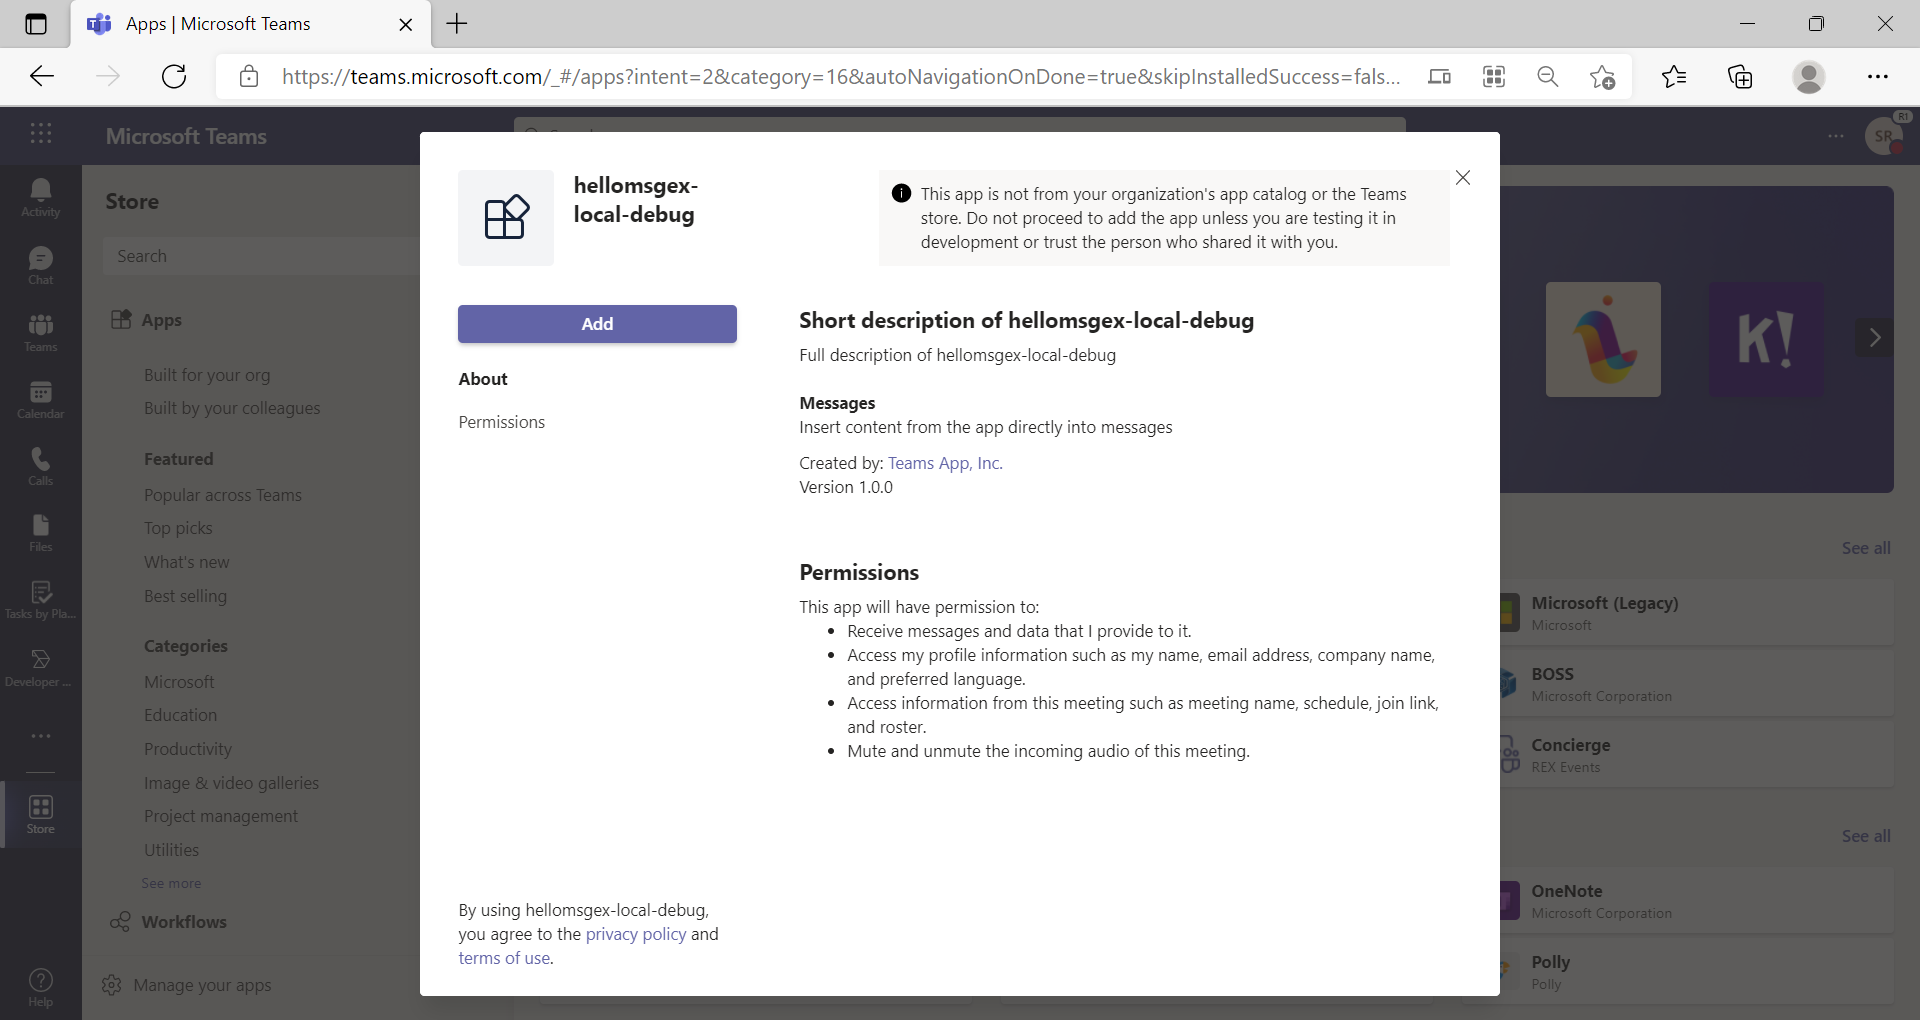 Apps | Microsoft Teams
https://teams.microsoft.com/_#/apps?intent=2&category=16&autoNavigationOnDone=true&skipInstalledSuccess=fals...
Microsoft Teams
SR
R1
Activity
Chat
Teams
Calendar
Calls
Files
Tasks by Pla...
Developer ...
Store
Help
Store
Search
Apps
Built for your org
Built by your colleagues
Featured
Popular across Teams
Top picks
What's new
Best selling
Categories
Microsoft
Education
Productivity
Image & video galleries
Project management
Utilities
See more
Workflows
Manage your apps
hellomsgex-
local-debug
This app is not from your organization's app catalog or the Teams
store. Do not proceed to add the app unless you are testing it in
development or trust the person who shared it with you.
Add
About
Permissions
Short description of hellomsgex-local-debug
Full description of hellomsgex-local-debug
Messages
Insert content from the app directly into messages
Created by: Teams App, Inc.
Version 1.0.0
Permissions
This app will have permission to:
• Receive messages and data that I provide to it.
• Access my profile information such as my name, email address, company name,
and preferred language.
• Access information from this meeting such as meeting name, schedule, join link,
and roster.
• Mute and unmute the incoming audio of this meeting.
By using hellomsgex-local-debug,
you agree to the privacy policy and
terms of use.
K!
See all
Microsoft (Legacy)
Microsoft
BOSS
Microsoft Corporation
Concierge
REX Events
See all
OneNote
Microsoft Corporation
Polly
Polly